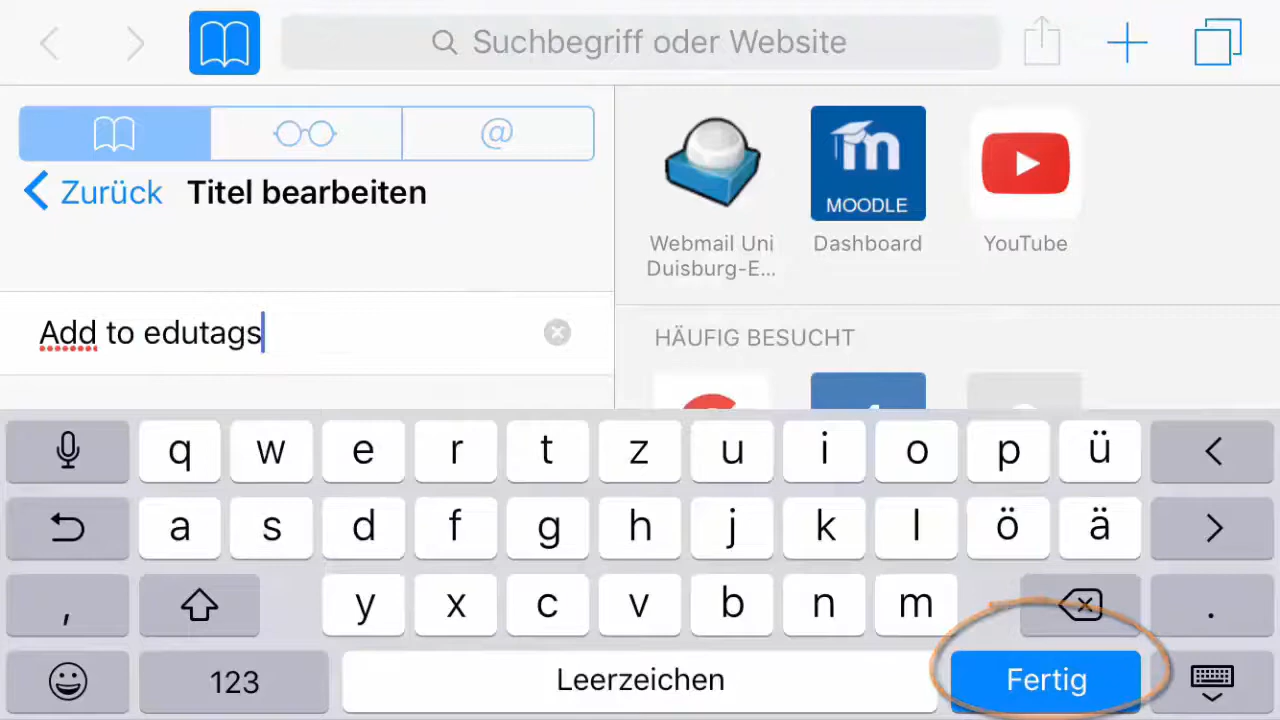 Suchbegriff oder Website
@
Zurück Titel bearbeiten
Add to edutags
MOODLE
Webmail Uni
Duisburg-E...
Dashboard
YouTube
HÄUFIG BESUCHT
q w e r t z u i o p ü
a s d f g h j k l ö ä
, y x c v b n m .
123 Leerzeichen Fertig